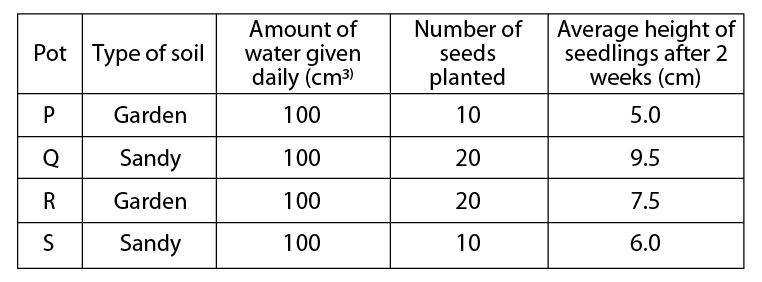 Pot | Type of soil | Amount of water given daily (cm³) | Number of seeds planted | Average height of seedlings after 2 weeks (cm)
P | Garden | 100 | 10 | 5.0
Q | Sandy | 100 | 20 | 9.5
R | Garden | 100 | 20 | 7.5
S | Sandy | 100 | 10 | 6.0